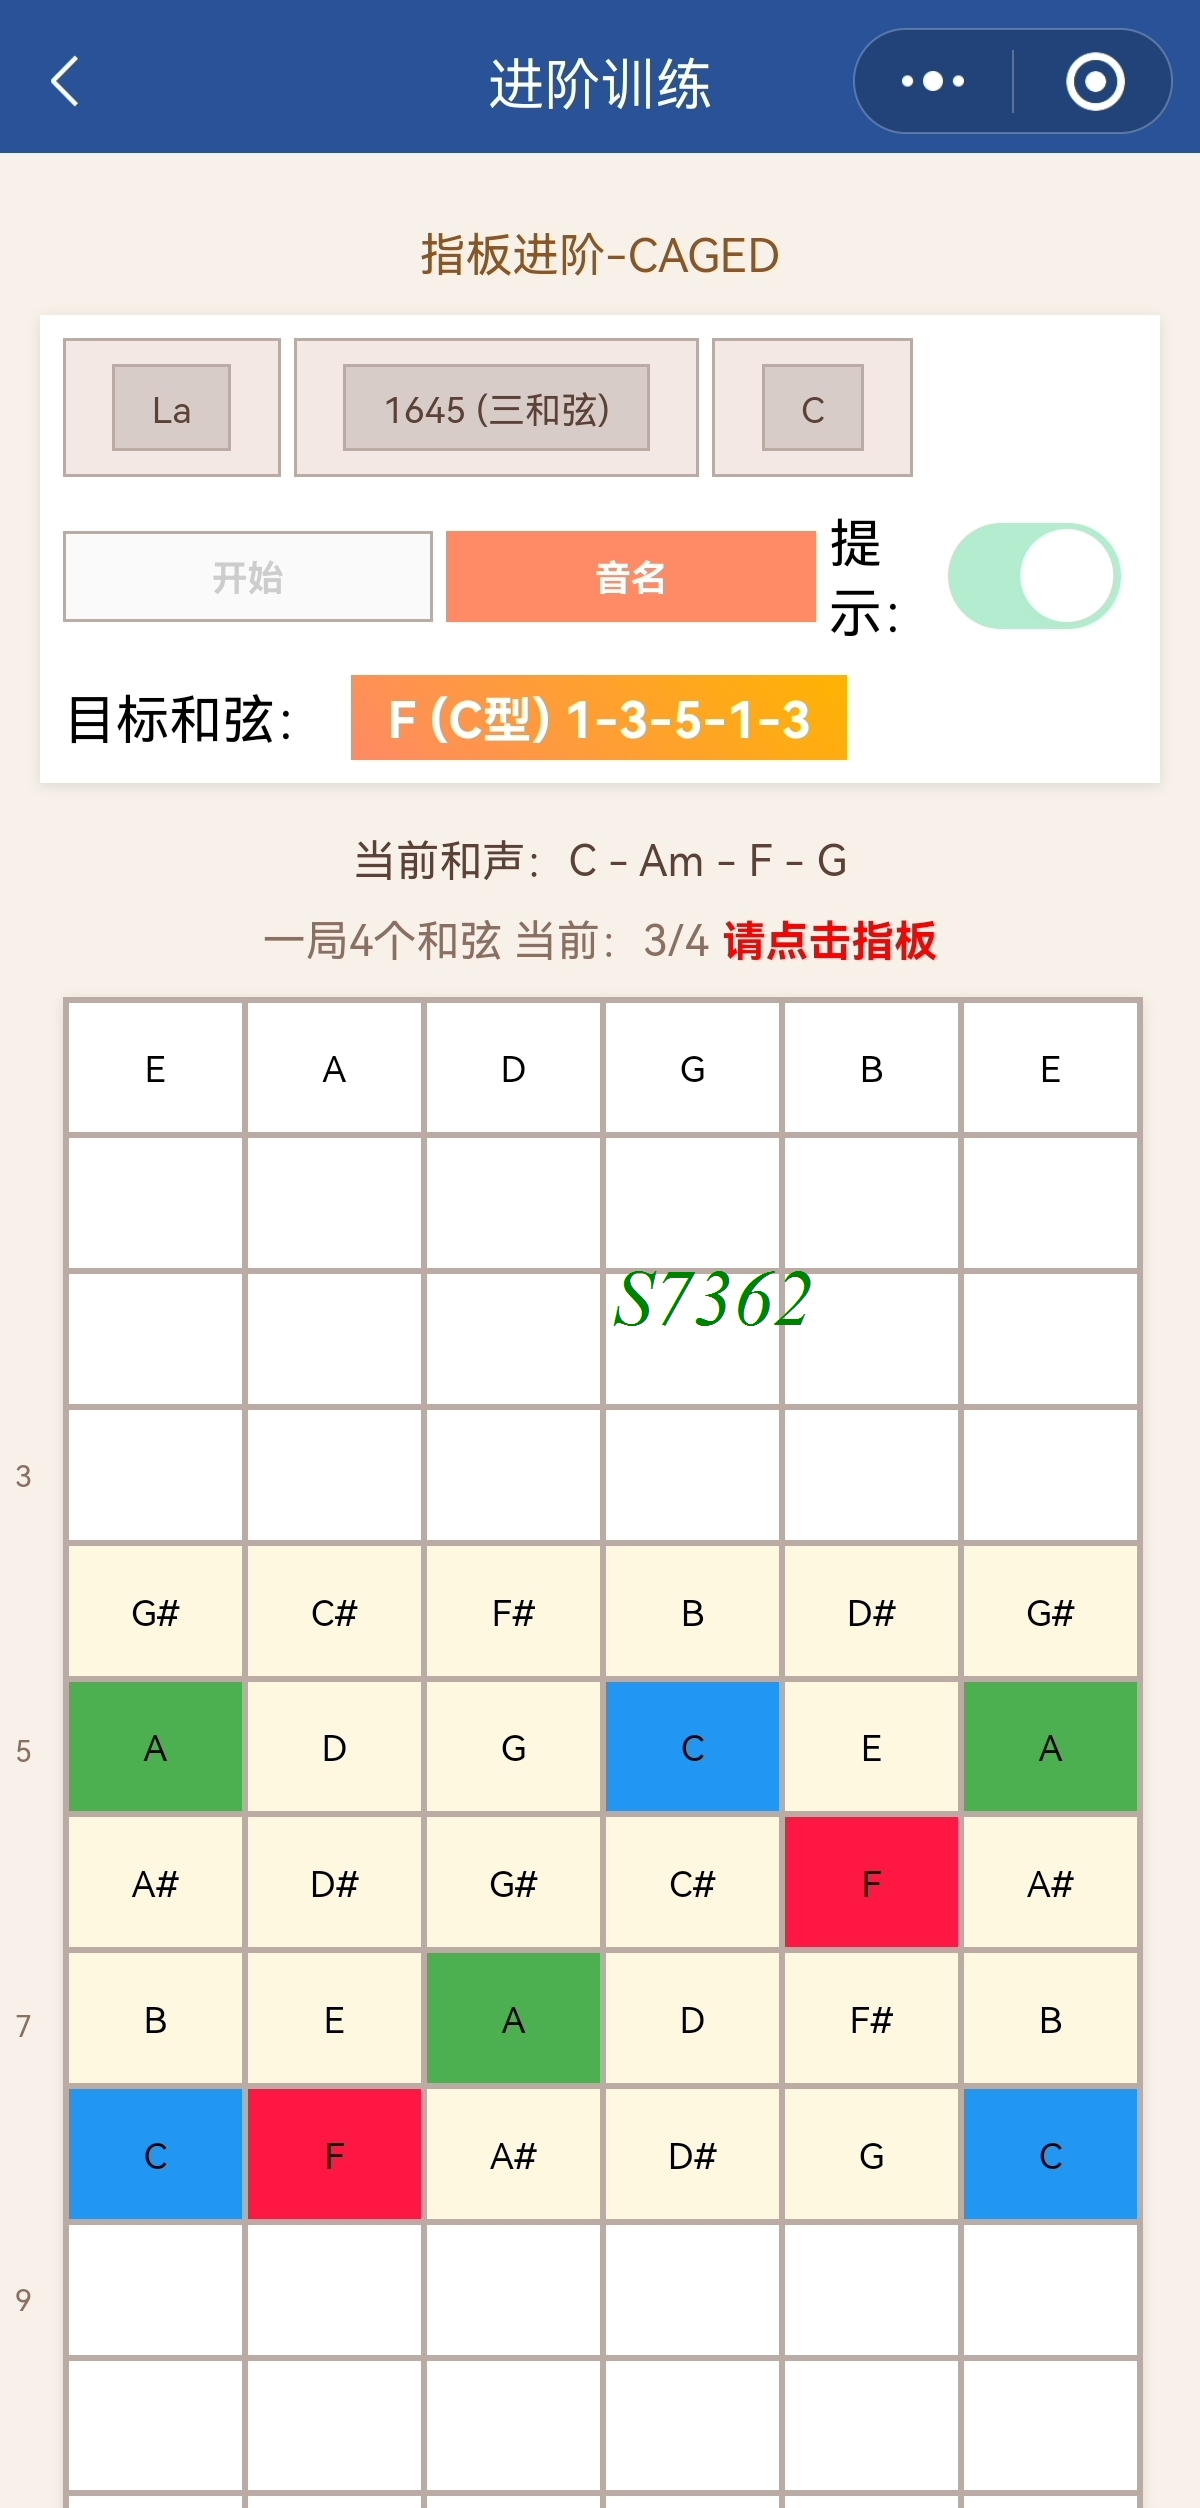 进阶训练
指板进阶-CAGED
La 1645 (三和弦) C
开始 音名 提示：
目标和弦： F (C型) 1-3-5-1-3
当前和声： C - Am - F - G
一局4个和弦 当前： 3/4 请点击指板
E A D G B E
S7362
3
G# C# F# B D# G#
5 A D G C E A
A# D# G# C# F A#
7 B E A D F# B
C F A# D# G C
9